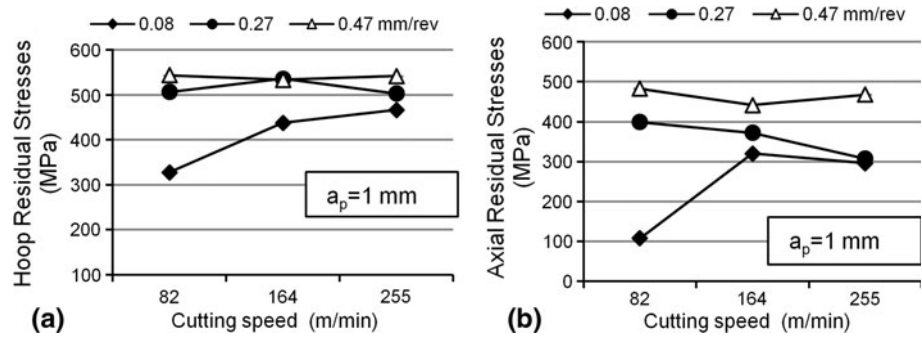 0.08 0.27 0.47 mm/rev
Hoop Residual Stresses
(MPa)
600
500
400
300
200
100
a_p=1 mm
82 164 255
Cutting speed (m/min)
(a)
0.08 0.27 0.47 mm/rev
Axial Residual Stresses
(MPa)
600
500
400
300
200
100
0
a_p=1 mm
82 164 255
Cutting speed (m/min)
(b)